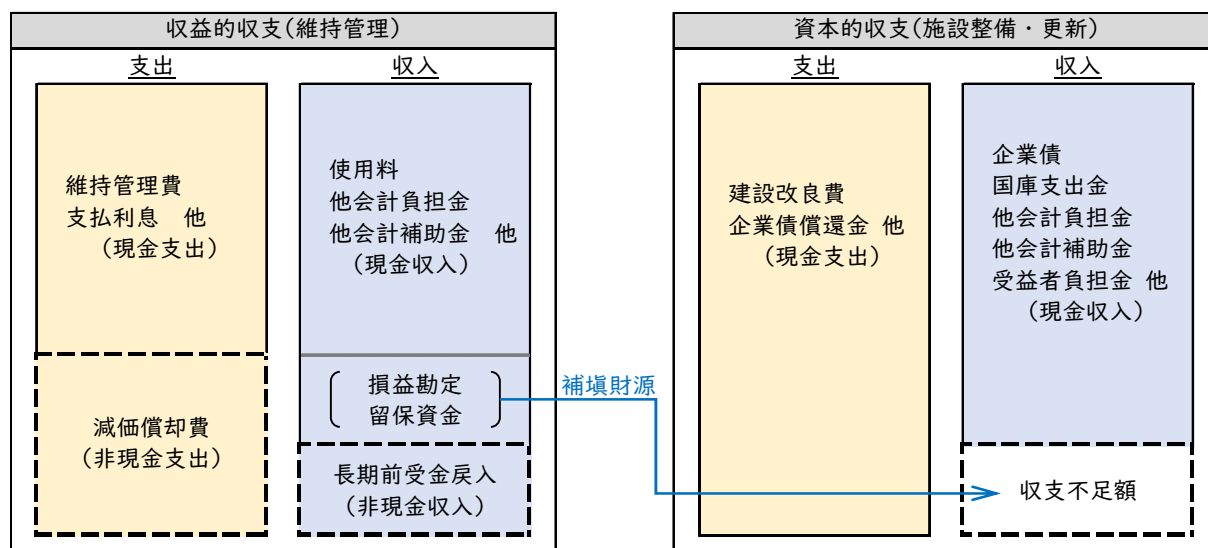 収益的収支(維持管理)
支出
収入
維持管理費
支払利息 他
(現金支出)
減価償却費
(非現金支出)
使用料
他会計負担金
他会計補助金 他
(現金収入)
損益勘定
留保資金
長期前受金戻入
(非現金収入)
補塡財源
資本的収支(施設整備・更新)
支出
収入
建設改良費
企業債償還金 他
(現金支出)
企業債
国庫支出金
他会計負担金
他会計補助金
受益者負担金 他
(現金収入)
収支不足額